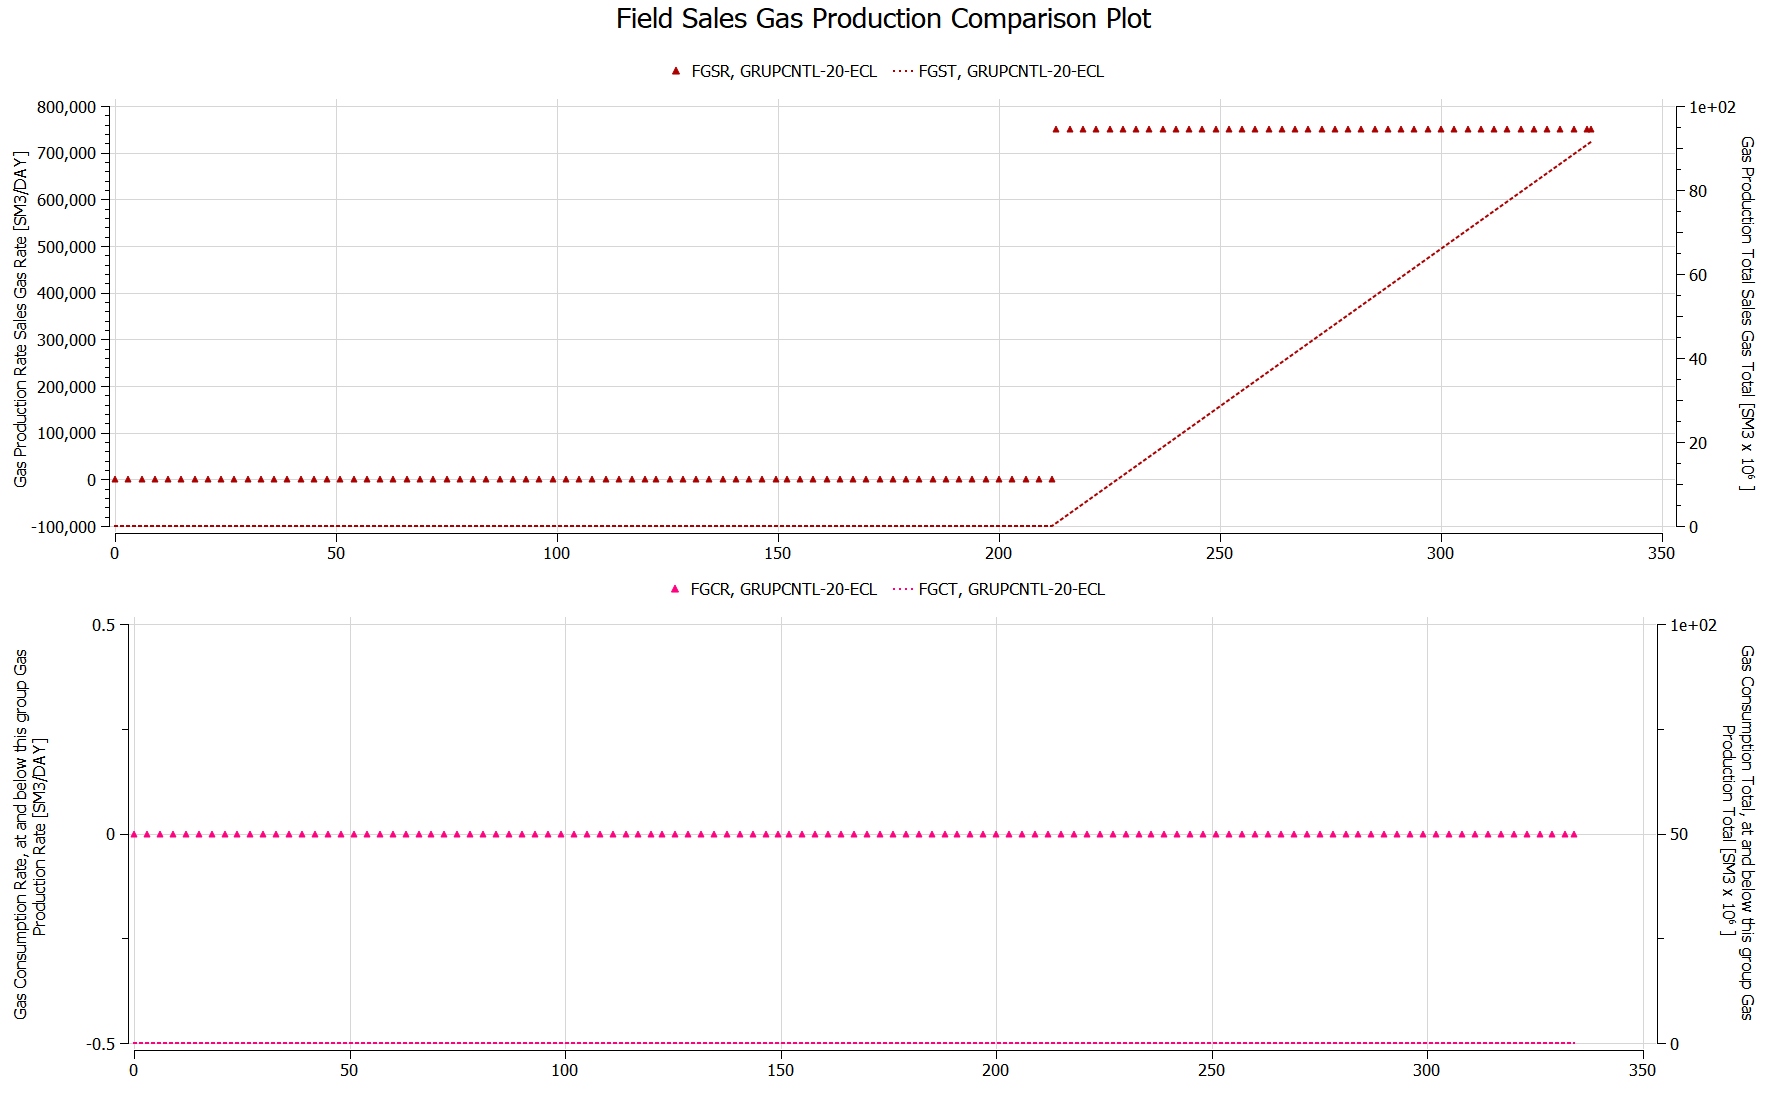 Field Sales Gas Production Comparison Plot
FGSR, GRUPCNTL-20-ECL FGST, GRUPCNTL-20-ECL
Gas Production Rate Sales Gas Rate [SM3/DAY]
800,000
700,000
600,000
500,000
400,000
300,000
200,000
100,000
0
-100,000
1e+02
80
60
40
20
0
Gas Production Total Sales Gas Total [SM3 x 10⁶ ]
0 50 100 150 200 250 300 350
FGCR, GRUPCNTL-20-ECL FGCT, GRUPCNTL-20-ECL
Gas Consumption Rate, at and below this group Gas
Production Rate [SM3/DAY]
0.5
0
-0.5
1e+02
50
0
Gas Consumption Total, at and below this group Gas
Production Total [SM3 x 10⁶ ]
0 50 100 150 200 250 300 350